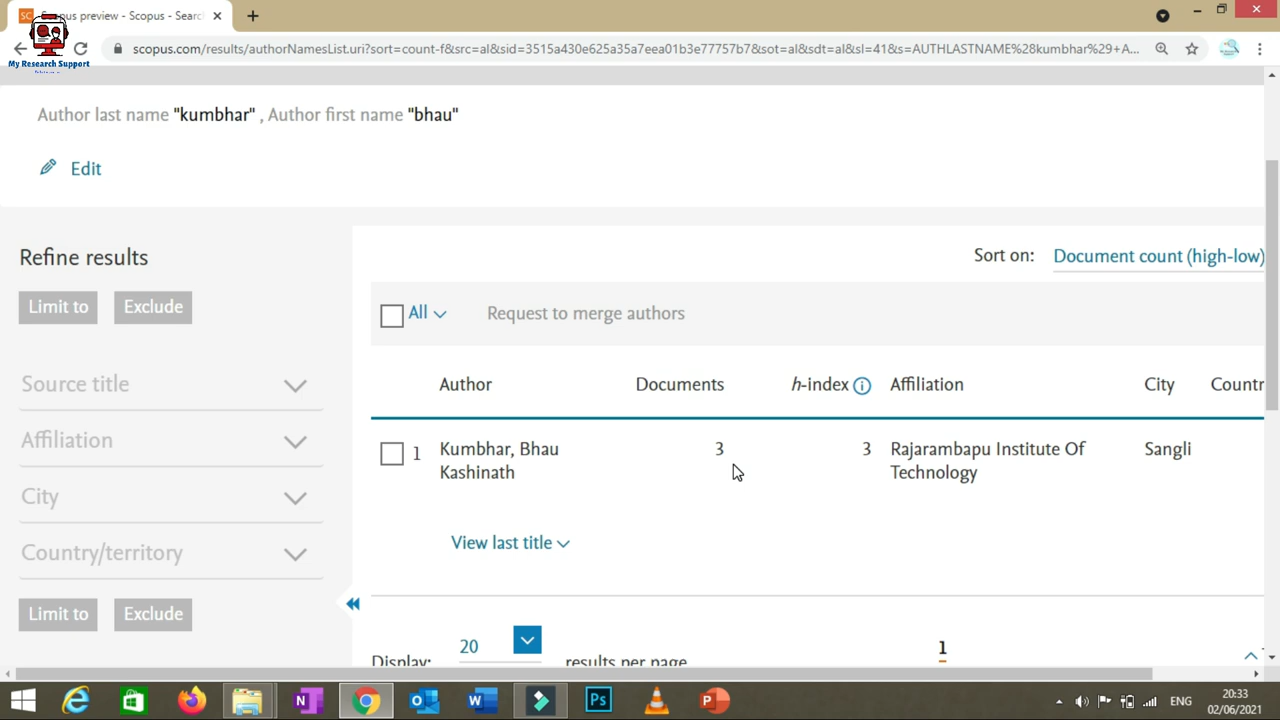 Scopus preview - Scopus - Searc
scopus.com/results/authorNamesList.uri?sort=count-f&src=al&sid=3515a430e625a35a7eea01b3e77757b7&sot=al&sdt=al&sl=41&s=AUTHLASTNAME%28kumbhar%29+A...
My Research Support
Author last name "kumbhar" , Author first name "bhau"
Edit
Refine results
Limit to Exclude
Source title
Affiliation
City
Country/territory
Limit to Exclude
Sort on: Document count (high-low)
All Request to merge authors
Author Documents h-index Affiliation City Countr
1 Kumbhar, Bhau 3 3 Rajarambapu Institute Of Sangli
Kashinath Technology
View last title
Display: 20 results per page 1
ENG 20:33
02/06/2021